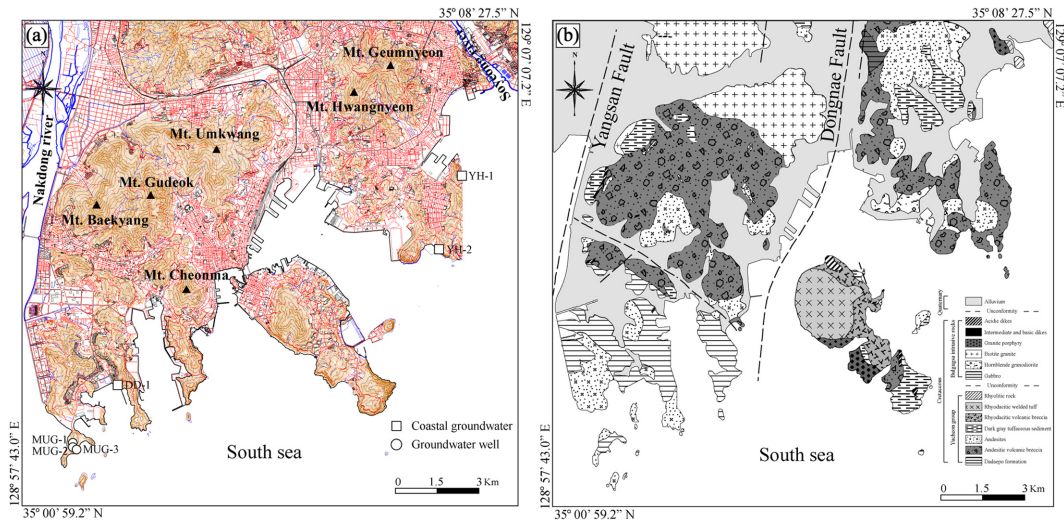 35° 08' 27.5" N
(a)
129° 07' 07.2" E
N
Mt. Geumnyeon
Suyoung River
Mt. Hwangnyeon
Mt. Umkwang
Nakdong river
Mt. Gudeok
Mt. Baekyang
YH-1
YH-2
Mt. Cheonma
DD-1
MUG-1
MUG-2
MUG-3
Coastal groundwater
Groundwater well
South sea
0 1.5 3 Km
128° 57' 43.0" E
35° 00' 59.2" N
35° 08' 27.5" N
(b)
129° 07' 07.2" E
N
Yangsan Fault
Dongnae Fault
Quaternary
Alluvium
Unconformity
Cretaceous
Bulguksa intrusive rocks
Acidic dikes
Intermediate and basic dikes
Granite porphyry
Biotite granite
Hornblende granodiorite
Gabbro
Unconformity
Yucheon group
Rhyolitic rock
Rhyodacitic welded tuff
Rhyodacitic volcanic breccia
Dark gray tuffaceous sediment
Andesites
Andesitic volcanic breccia
Dadaepo formation
South sea
0 1.5 3 Km
128° 57' 43.0" E
35° 00' 59.2" N